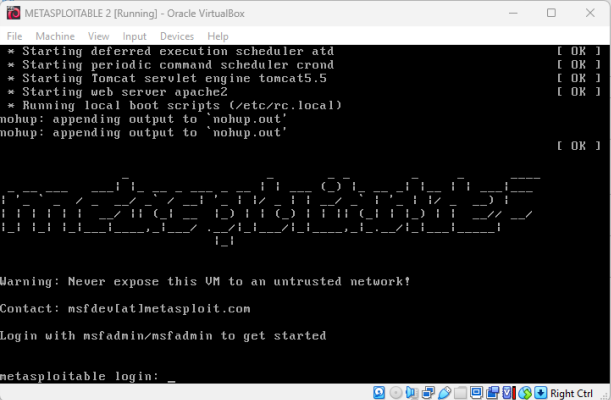 METASPLOITABLE 2 [Running] - Oracle VirtualBox
File Machine View Input Devices Help
* Starting deferred execution scheduler atd [ OK ]
* Starting periodic command scheduler crond [ OK ]
* Starting Tomcat servlet engine tomcat5.5 [ OK ]
* Starting web server apache2 [ OK ]
* Running local boot scripts (/etc/rc.local)
nohup: appending output to `nohup.out'
nohup: appending output to `nohup.out'
[ OK ]
metasploitable2
Warning: Never expose this VM to an untrusted network!
Contact: msfdev[at]metasploit.com
Login with msfadmin/msfadmin to get started
metasploitable login: _
Right Ctrl